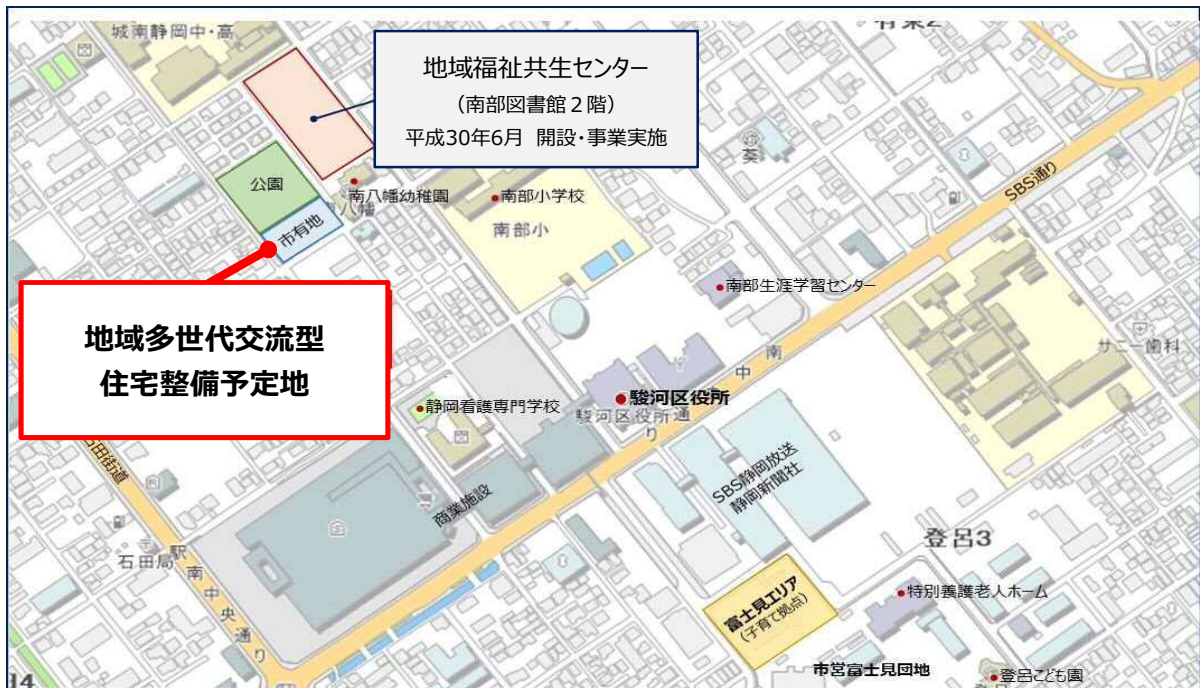 城南静岡中・高
有東2
地域福祉共生センター
（南部図書館２階）
平成30年6月 開設・事業実施
公園
市有地
南八幡幼稚園
南部小学校
南部小
SBS通り
南部生涯学習センター
地域多世代交流型
住宅整備予定地
静岡看護専門学校
駿河区役所
駿河区役所通り
南中
サニー歯科
SBS静岡放送
静岡新聞社
商業施設
石田街道
石田局
駅南中央通り
登呂3
富士見エリア
(子育て拠点)
特別養護老人ホーム
市営富士見団地
登呂こども園
14